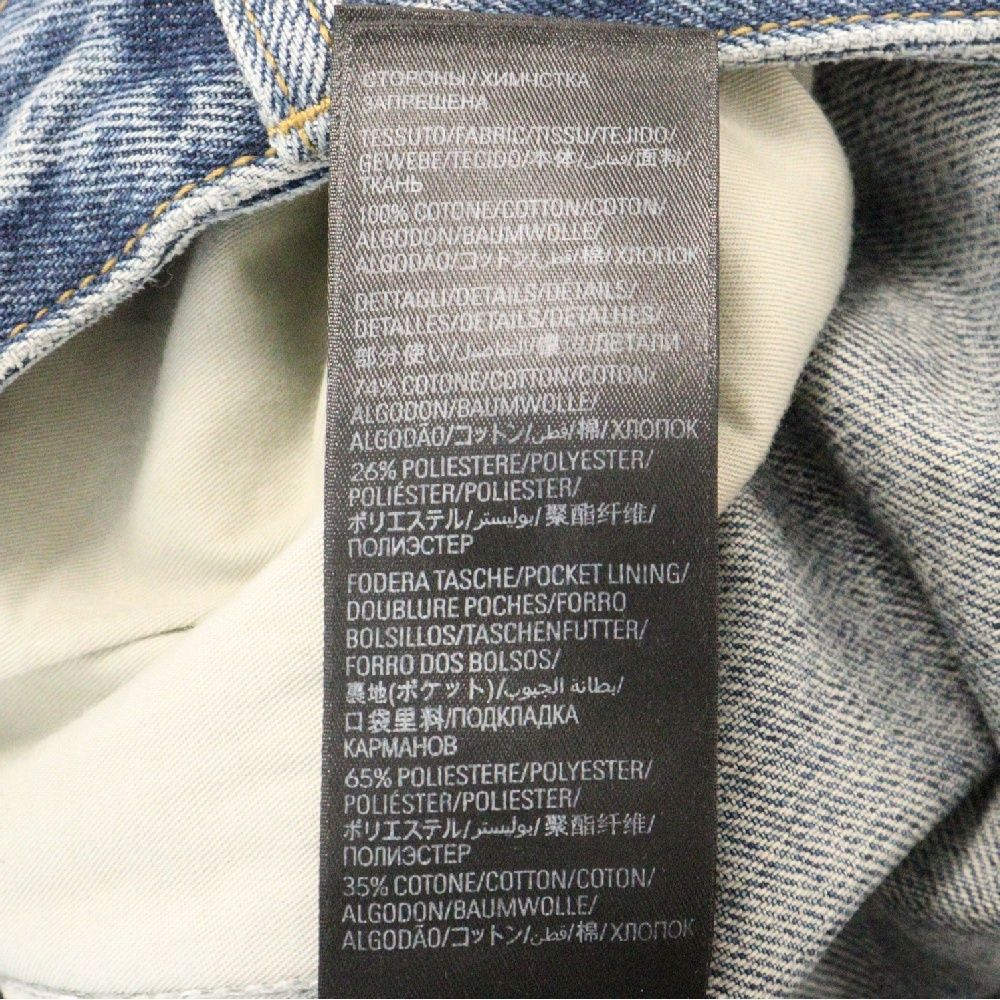 СТОРОНЫ/ХИМЧСТКА
ЗАПРЕШЕНА
TESSUTO/FABRIC/TISSU/TEJIDO/
GEWEBE/TECIDO/本体/قماش/面料/
ТКАНЬ
100% COTONE/COTTON/COTON/
ALGODON/BAUMWOLLE/
ALGODÃO/コットン/قطن/棉/ХЛОПОК
DETTAGLI/DETAILS/DETAILS/
DETALLES/DETAILS/DETALHES/
部分使い/التفاصيل/ДЕТАЛИ
74% COTONE/COTTON/COTON/
ALGODON/BAUMWOLLE/
ALGODÃO/コットン/قطن/棉/ХЛОПОК
26% POLIESTERE/POLYESTER/
POLIÉSTER/POLIESTER/
ポリエステル/بوليستر/聚酯纤维/
ПОЛИЭСТЕР
FODERA TASCHE/POCKET LINING/
DOUBLURE POCHES/FORRO
BOLSILLOS/TASCHENFUTTER/
FORRO DOS BOLSOS/
裏地(ポケット)/بطانة الجيوب/
口袋里料/ПОДКЛАДКА
КАРМАНОВ
65% POLIESTERE/POLYESTER/
POLIÉSTER/POLIESTER/
ポリエステル/بوليستر/聚酯纤维/
ПОЛИЭСТЕР
35% COTONE/COTTON/COTON/
ALGODON/BAUMWOLLE/
ALGODÃO/コットン/قطن/棉/ХЛОПОК